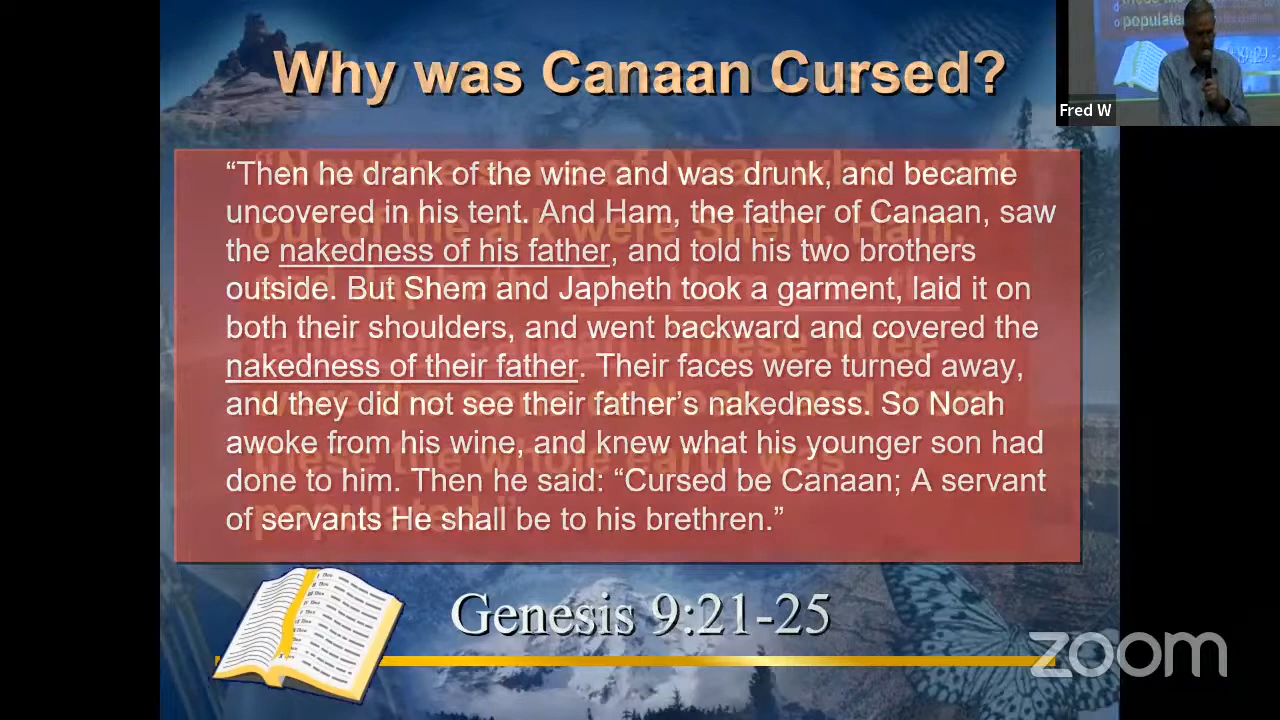 Why was Canaan Cursed?
Fred W
“Then he drank of the wine and was drunk, and became
uncovered in his tent. And Ham, the father of Canaan, saw
the nakedness of his father, and told his two brothers
outside. But Shem and Japheth took a garment, laid it on
both their shoulders, and went backward and covered the
nakedness of their father. Their faces were turned away,
and they did not see their father’s nakedness. So Noah
awoke from his wine, and knew what his younger son had
done to him. Then he said: “Cursed be Canaan; A servant
of servants He shall be to his brethren.”
Genesis 9:21-25
zoom